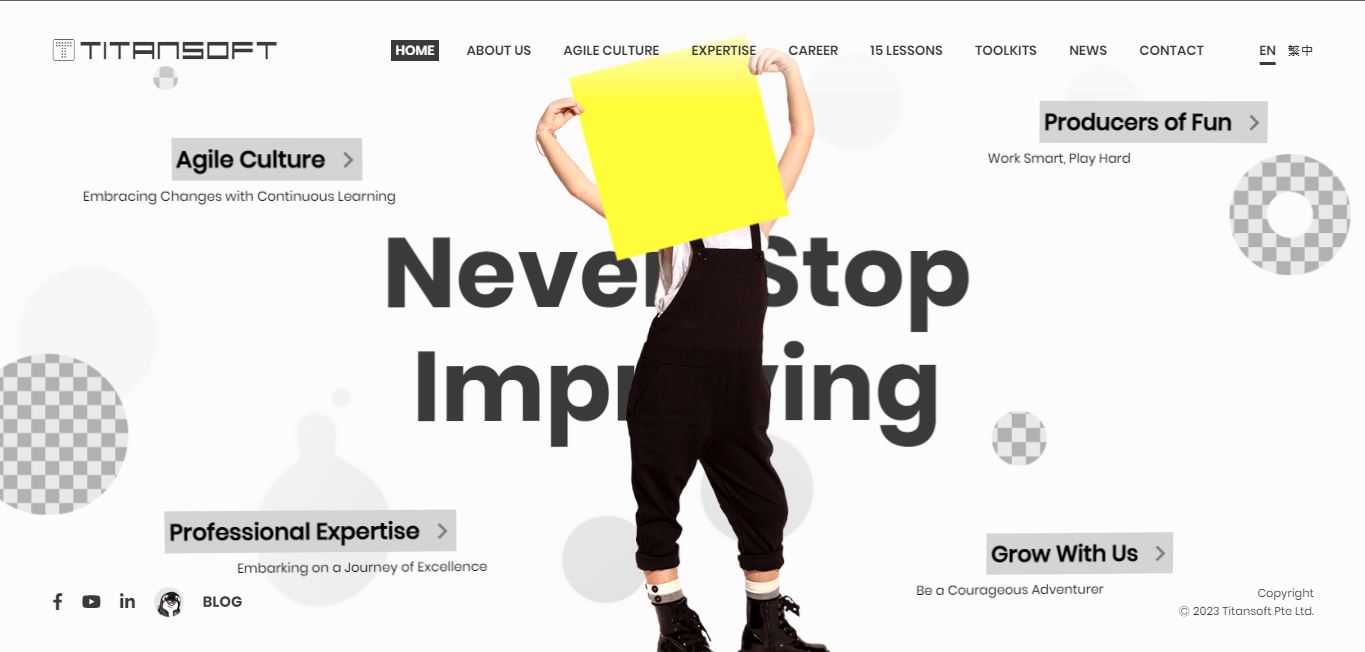 TITANSOFT
HOME ABOUT US AGILE CULTURE EXPERTISE CAREER 15 LESSONS TOOLKITS NEWS CONTACT EN 繁中
Producers of Fun
Work Smart, Play Hard
Agile Culture
Embracing Changes with Continuous Learning
Never Stop
Improving
Professional Expertise
Embarking on a Journey of Excellence
Grow With Us
Be a Courageous Adventurer
BLOG
Copyright
© 2023 Titansoft Pte Ltd.